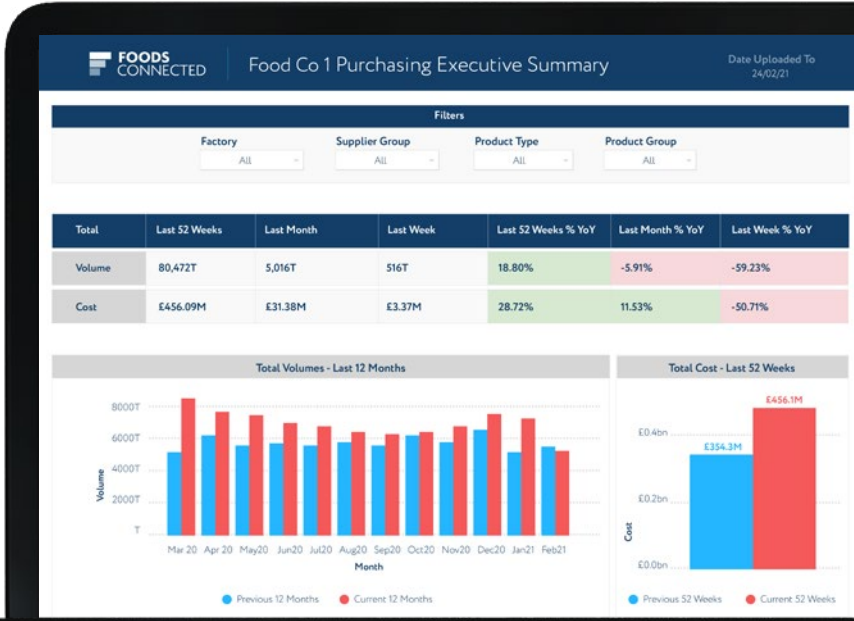 FOODS
CONNECTED
Food Co 1 Purchasing Executive Summary
Date Uploaded To
24/02/21
Filters
Factory Supplier Group Product Type Product Group
All All All All
Total Last 52 Weeks Last Month Last Week Last 52 Weeks % YoY Last Month % YoY Last Week % YoY
Volume 80,472T 5,016T 516T 18.80% -5.91% -59.23%
Cost £456.09M £31.38M £3.37M 28.72% 11.53% -50.71%
Total Volumes - Last 12 Months
8000T
6000T
4000T
2000T
T
Volume
Mar 20 Apr 20 May20 Jun20 Jul20 Aug20 Sep20 Oct20 Nov20 Dec20 Jan21 Feb21
Month
Previous 12 Months Current 12 Months
Total Cost - Last 52 Weeks
£456.1M
£354.3M
£0.4bn
£0.2bn
£0.0bn
Cost
Previous 52 Weeks Current 52 Weeks